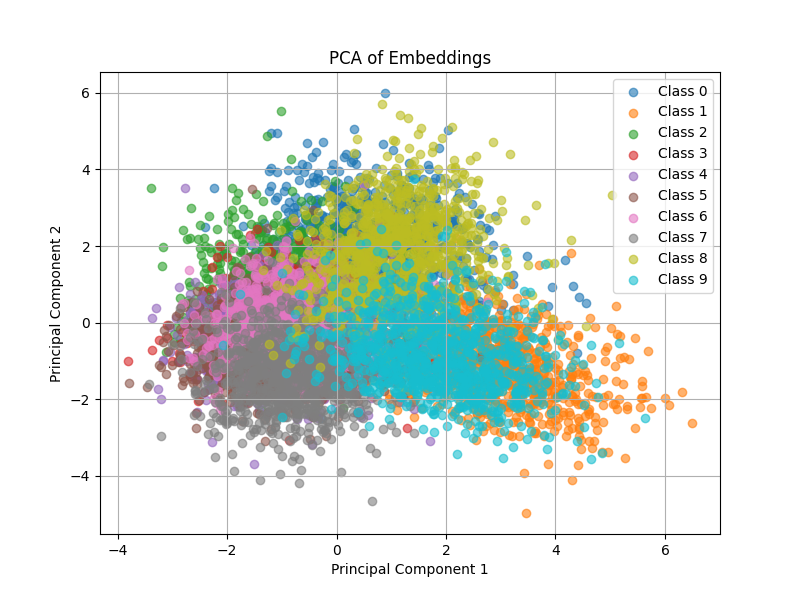 PCA of Embeddings
Class 0
Class 1
Class 2
Class 3
Class 4
Class 5
Class 6
Class 7
Class 8
Class 9
6
4
2
0
−2
−4
Principal Component 2
−4
−2
0
2
4
6
Principal Component 1